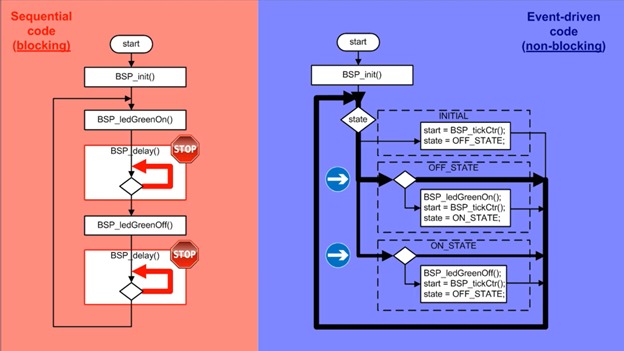 Sequential
code
(blocking)
start
BSP_init()
BSP_ledGreenOn()
BSP_delay()
STOP
BSP_ledGreenOff()
BSP_delay()
STOP
Event-driven
code
(non-blocking)
start
BSP_init()
state
INITIAL
start = BSP_tickCtr();
state = OFF_STATE;
OFF_STATE
BSP_ledGreenOn();
start = BSP_tickCtr();
state = ON_STATE;
ON_STATE
BSP_ledGreenOff();
start = BSP_tickCtr();
state = OFF_STATE;